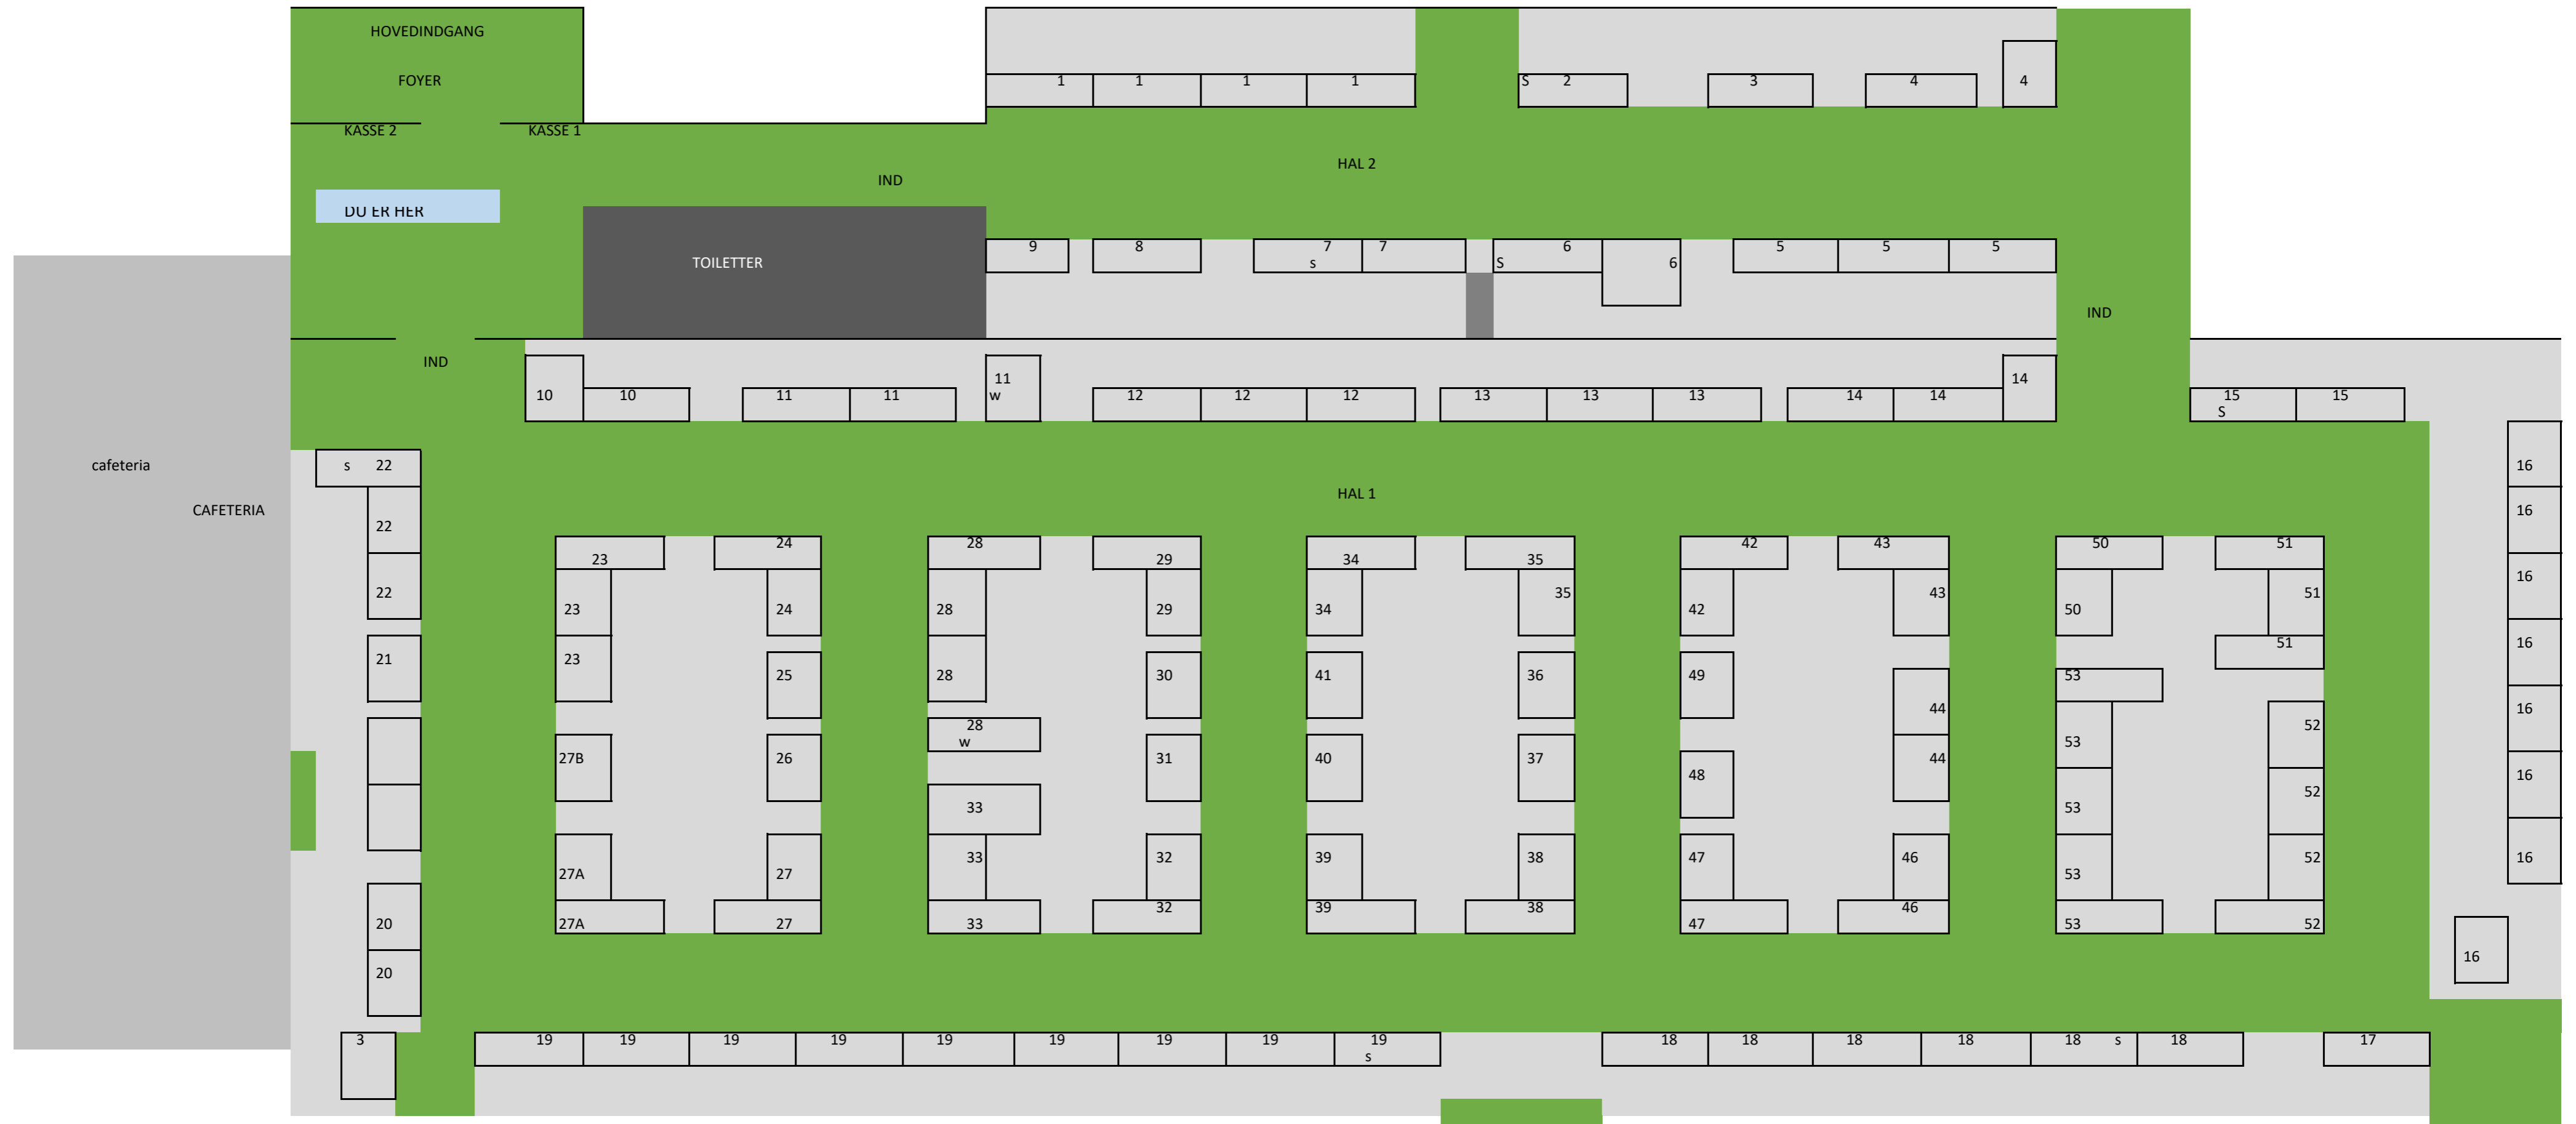 HOVEDINDGANG
FOYER 1 1 1 1 S 2 3 4 4
KASSE 2 KASSE 1
HAL 2
IND
DU ER HER
9 8 7 7 6 5 5 5
TOILETTER s S 6
IND
IND
11 14
10 10 11 11 w 12 12 12 13 13 13 14 14 15 15
S
cafeteria s 22 16
HAL 1
CAFETERIA 16
22
24 28 42 43 50 51
23 29 34 35
16
22 35 43 51
23 24 28 29 34 42 50
51 16
21 23
25 28 30 41 36 49 53
44 16
28 52
w 53
27B 26 31 40 37 44
48 16
52
33 53
33 32 39 38 47 46 52 16
27A 27 53
32 39 38 46
20 27A 27 33 47 53 52
16
20
3 19 19 19 19 19 19 19 19 19 18 18 18 18 18 s 18 17
s